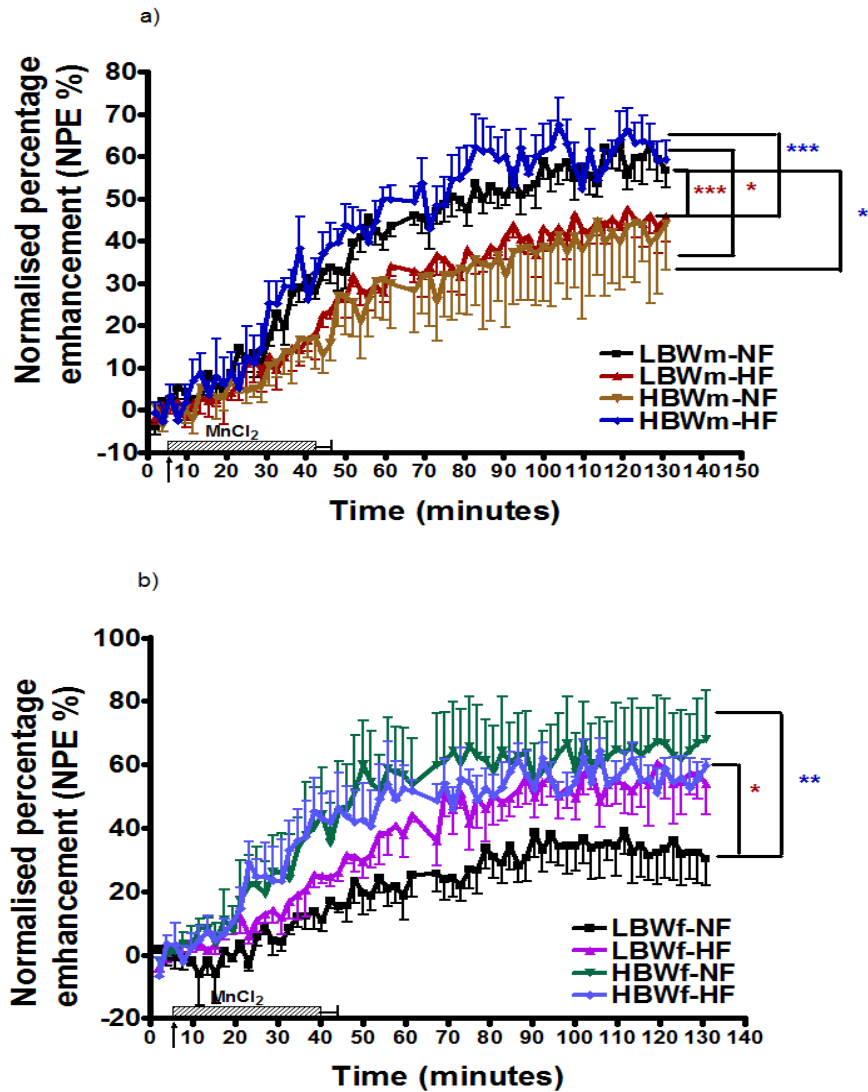 a)
Normalised percentage
emhancement (NPE %)
80
70
60
50
40
30
20
10
0
-10
***
***
*
*
LBWm-NF
LBWm-HF
HBWm-NF
HBWm-HF
MnCl₂
0 10 20 30 40 50 60 70 80 90 100 110 120 130 140 150
Time (minutes)
b)
Normalised percentage
emhancement (NPE %)
100
80
60
40
20
0
-20
* **
LBWf-NF
LBWf-HF
HBWf-NF
HBWf-HF
MnCl₂
0 10 20 30 40 50 60 70 80 90 100 110 120 130 140
Time (minutes)